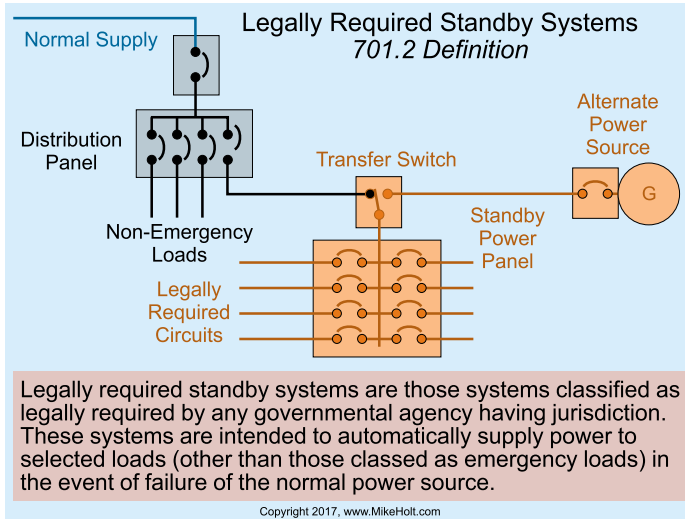 Legally Required Standby Systems
701.2 Definition
Normal Supply
Distribution
Panel
Non-Emergency
Loads
Transfer Switch
Alternate
Power
Source
G
Standby
Power
Panel
Legally
Required
Circuits
Legally required standby systems are those systems classified as
legally required by any governmental agency having jurisdiction.
These systems are intended to automatically supply power to
selected loads (other than those classed as emergency loads) in
the event of failure of the normal power source.
Copyright 2017, www.MikeHolt.com